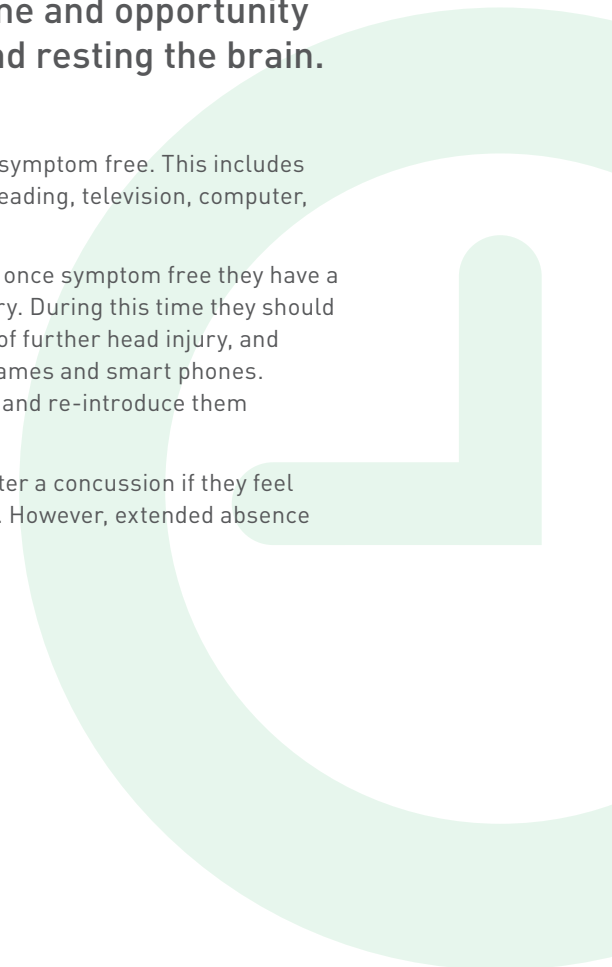 ne and opportunity
nd resting the brain.
symptom free. This includes
eading, television, computer,
once symptom free they have a
ry. During this time they should
of further head injury, and
ames and smart phones.
and re-introduce them
ter a concussion if they feel
. However, extended absence